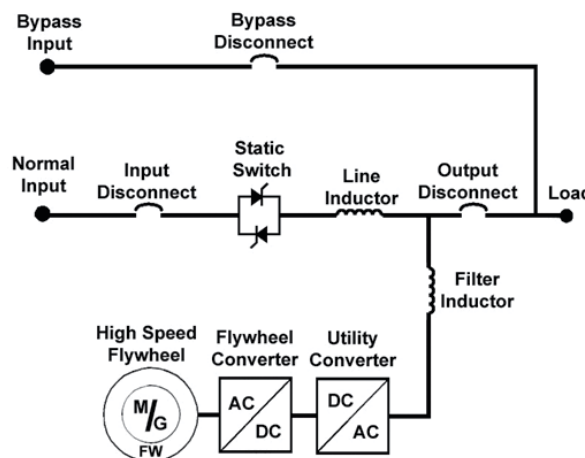 Bypass
Input
Bypass
Disconnect
Normal
Input
Input
Disconnect
Static
Switch
Line
Inductor
Output
Disconnect
Load
Filter
Inductor
High Speed
Flywheel
Flywheel
Converter
Utility
Converter
M/G
FW
AC
DC
DC
AC